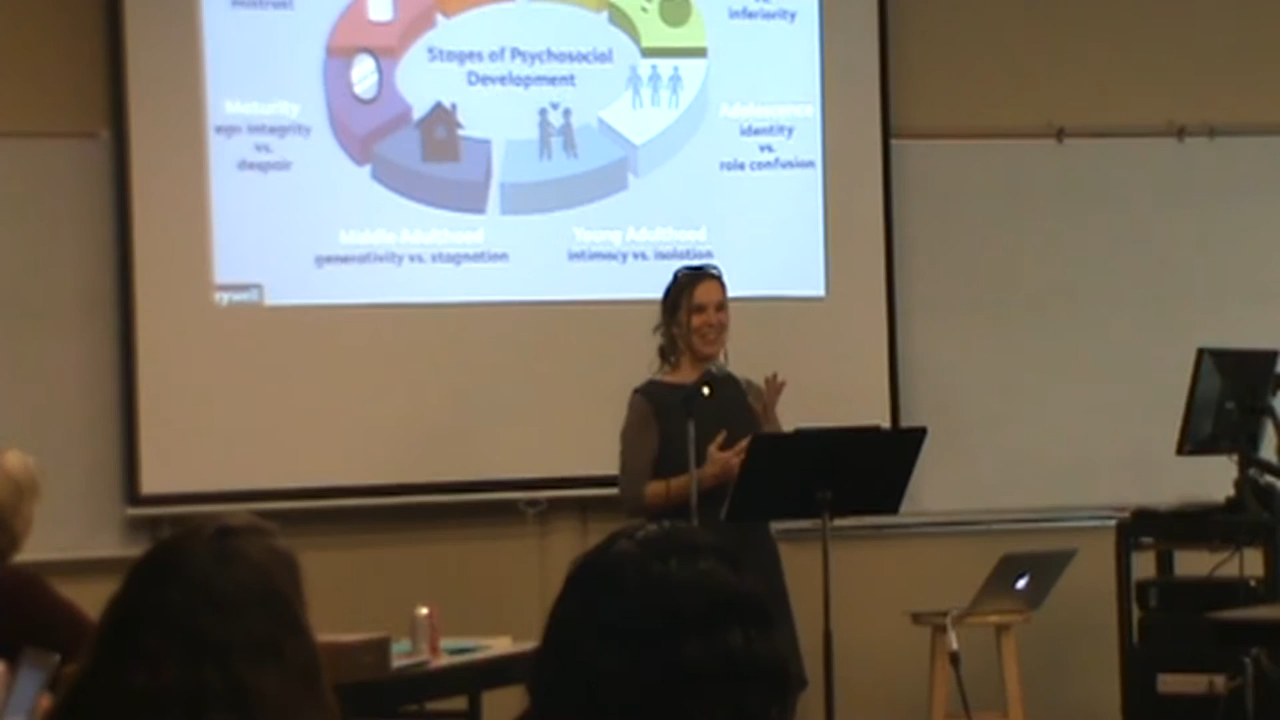 mistrust
vs.
inferiority
Stages of Psychosocial
Development
Maturity
ego integrity
vs.
despair
Adolescence
identity
vs.
role confusion
Middle Adulthood
generativity vs. stagnation
Young Adulthood
intimacy vs. isolation